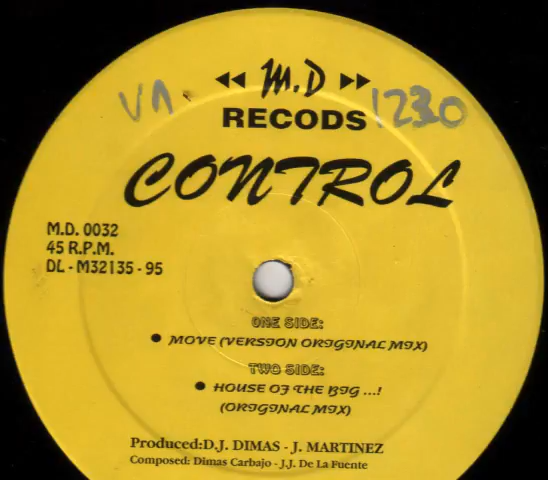 ◄◄ M.D ►►
VA. 1230
RECODS
CONTROL
M.D. 0032
45 R.P.M.
DL - M32135 - 95
ONE SIDE:
● MOVE (VERSION ORIGINAL MIX)
TWO SIDE:
● HOUSE OF THE BIG ...!
(ORIGINAL MIX)
Produced:D.J. DIMAS - J. MARTINEZ
Composed: Dimas Carbajo - J.J. De La Fuente